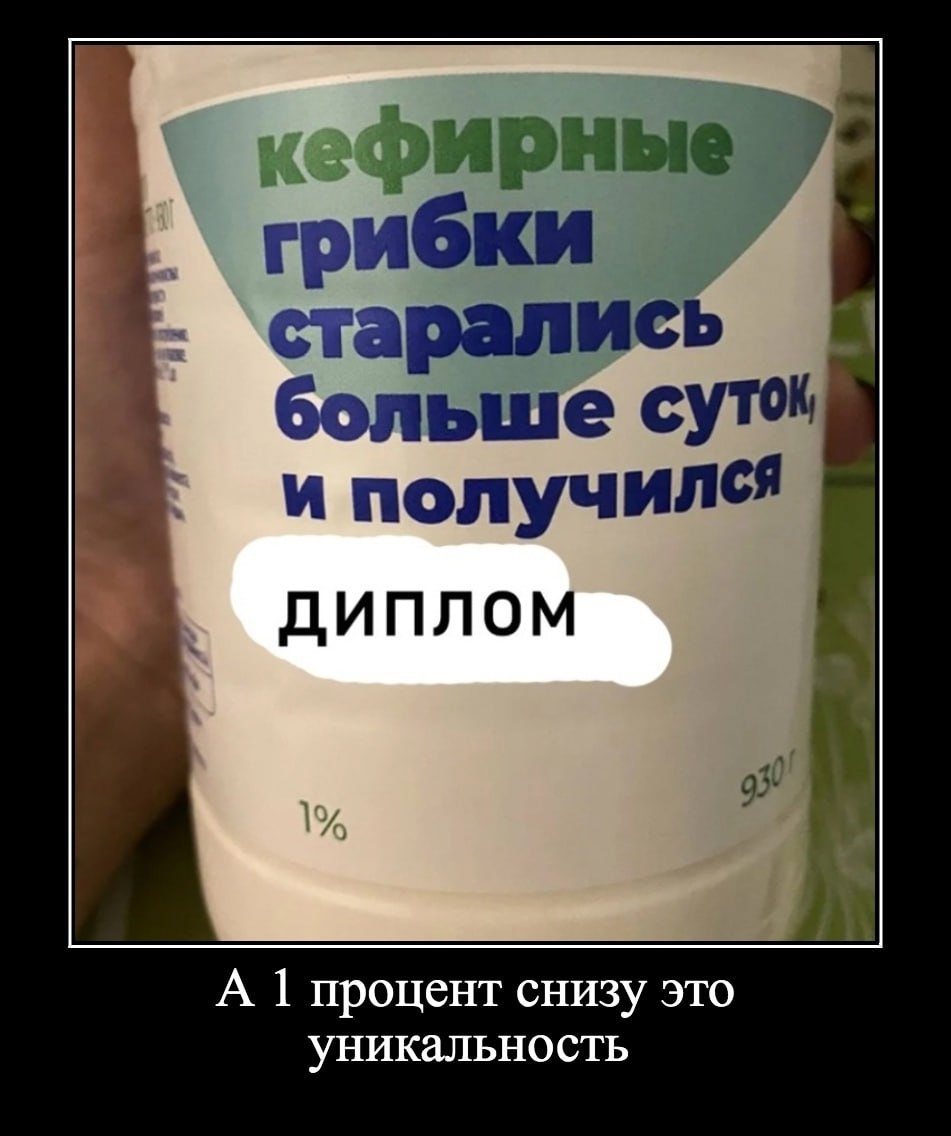 кефирные
грибки
старались
больше суток,
и получился
диплом
1%
930 г
А 1 процент снизу это
уникальность